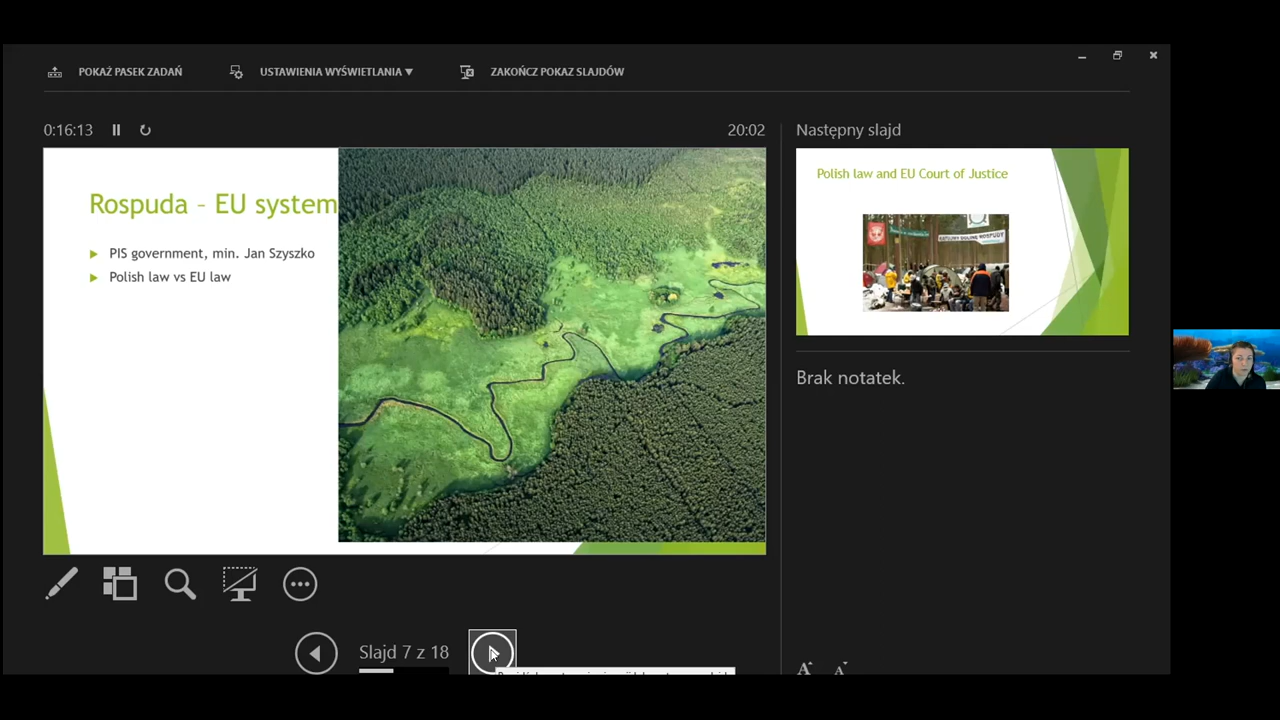 POKAŻ PASEK ZADAŃ
USTAWIENIA WYŚWIETLANIA ▼
ZAKOŃCZ POKAZ SLAJDÓW
0:16:13
20:02
Rospuda – EU system
PIS government, min. Jan Szyszko
Polish law vs EU law
Następny slajd
Polish law and EU Court of Justice
Brak notatek.
Slajd 7 z 18
A A